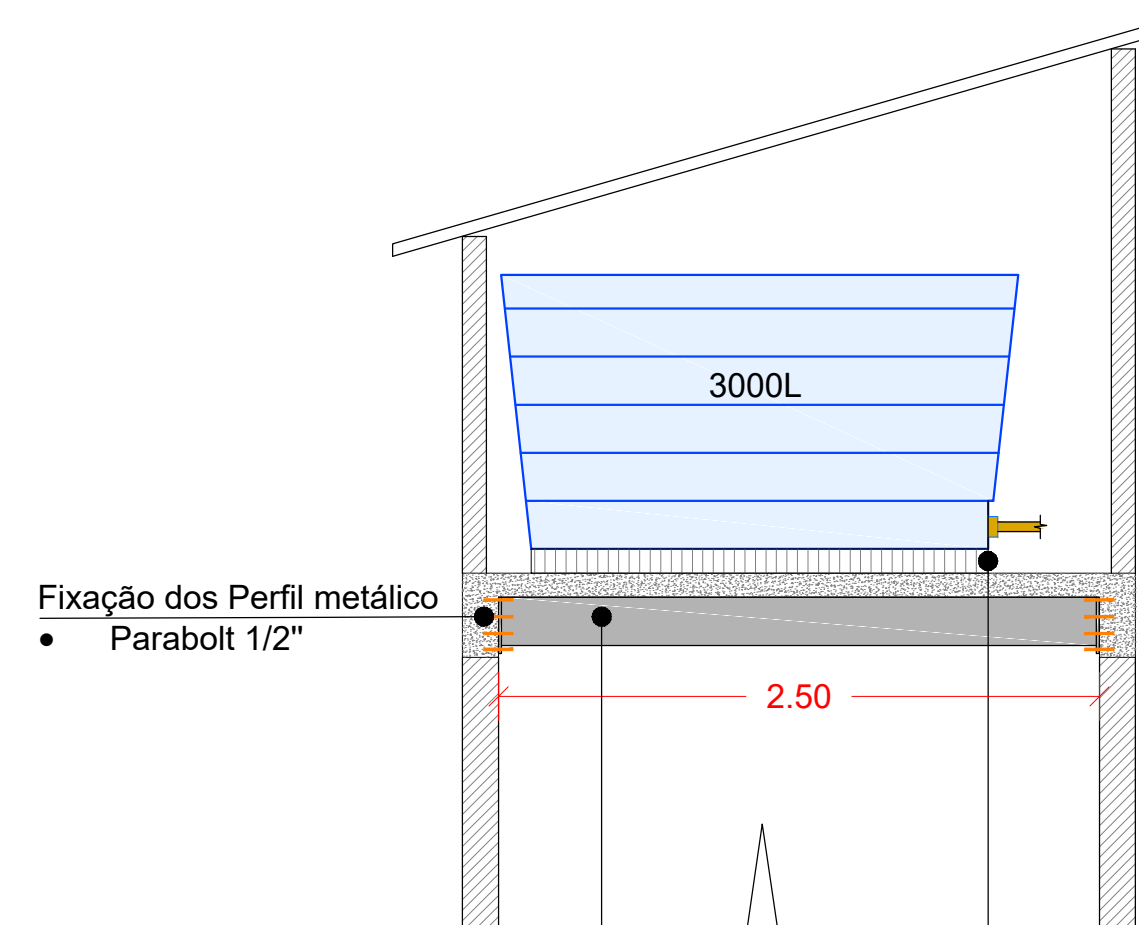 3000L
Fixação dos Perfil metálico
• Parabolt 1/2"
2.50